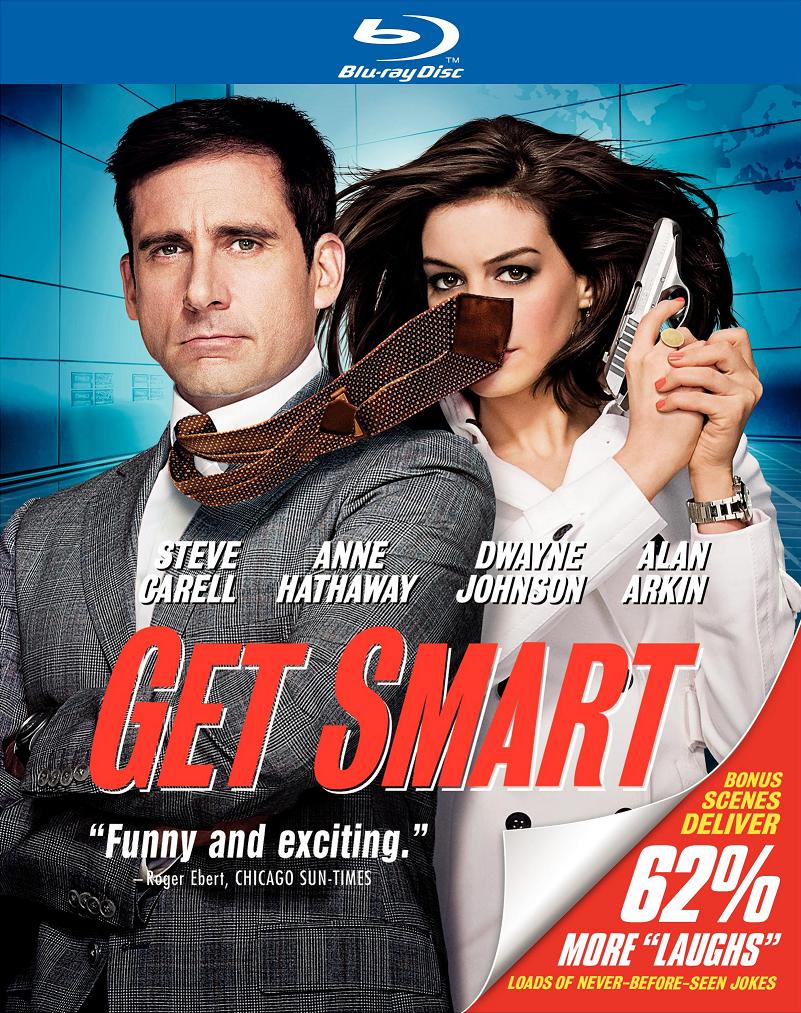 Blu-ray Disc™
STEVE CARELL
ANNE HATHAWAY
DWAYNE JOHNSON
ALAN ARKIN
GET SMART
“Funny and exciting.”
–Roger Ebert, CHICAGO SUN-TIMES
BONUS
SCENES
DELIVER
62%
MORE “LAUGHS”
LOADS OF NEVER-BEFORE-SEEN JOKES